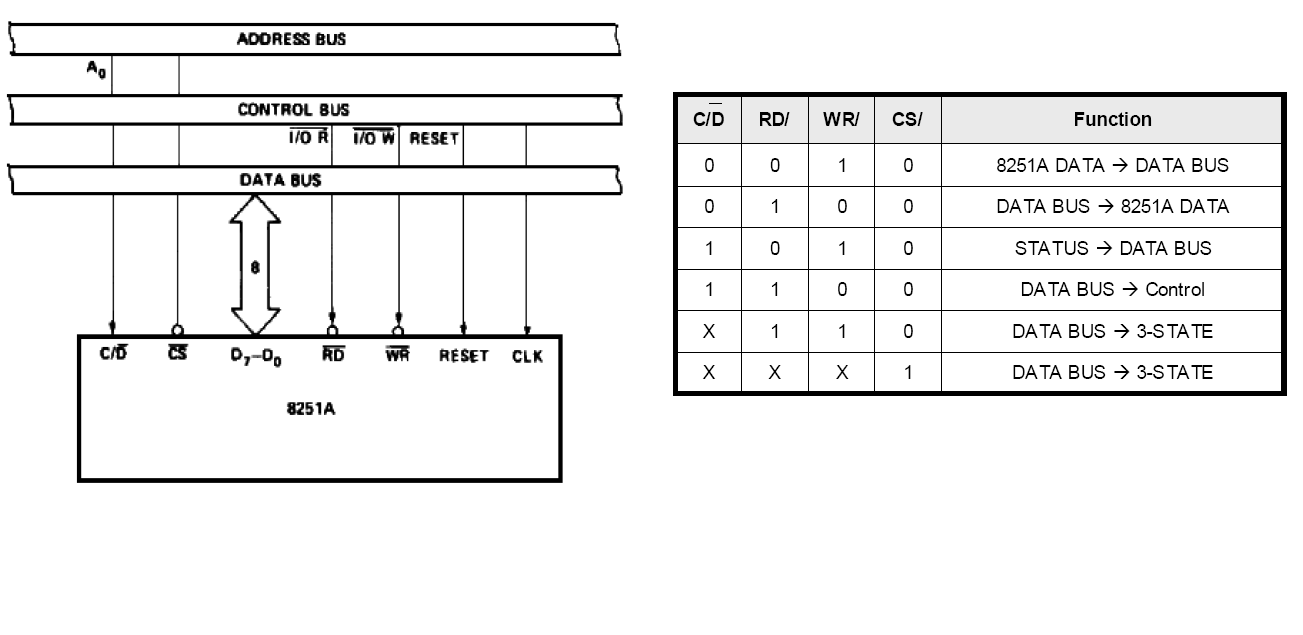 ADDRESS BUS
A0
CONTROL BUS
I/O R I/O W RESET
DATA BUS
8
C/D CS D7–D0 RD WR RESET CLK
8251A
C/D RD/ WR/ CS/ Function
0 0 1 0 8251A DATA → DATA BUS
0 1 0 0 DATA BUS → 8251A DATA
1 0 1 0 STATUS → DATA BUS
1 1 0 0 DATA BUS → Control
X 1 1 0 DATA BUS → 3-STATE
X X X 1 DATA BUS → 3-STATE